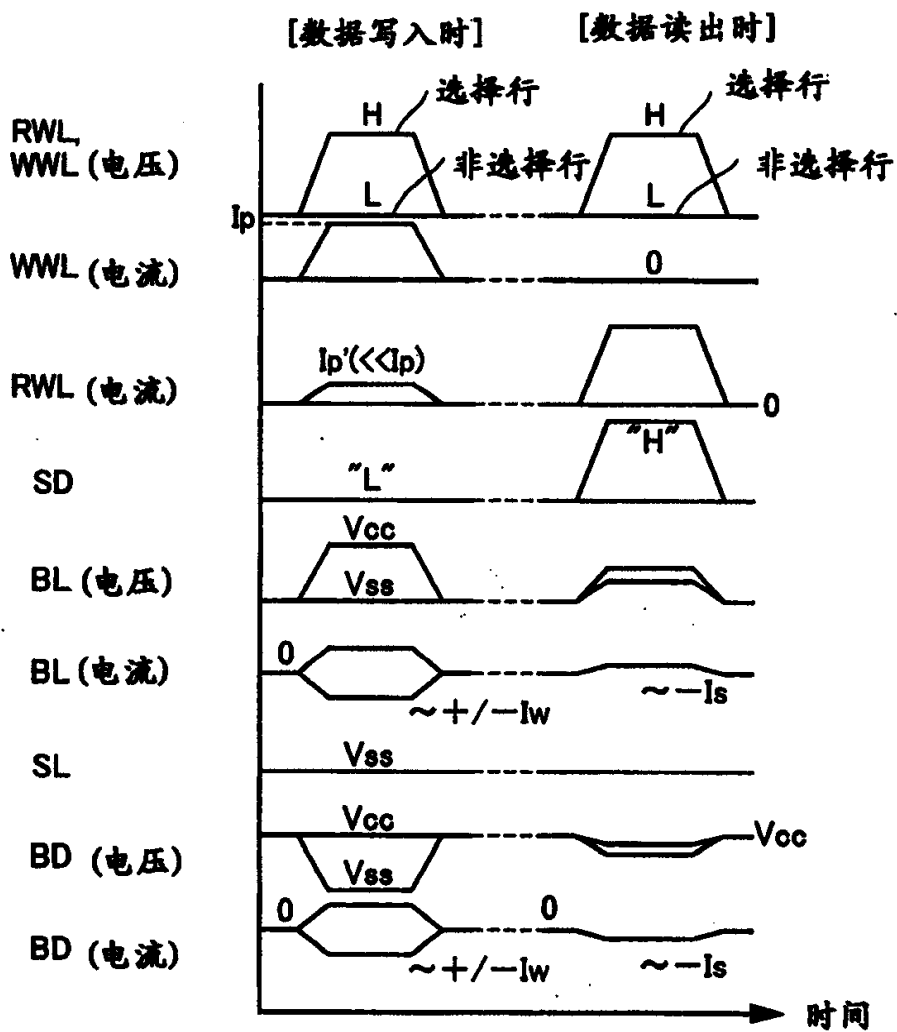 [数据写入时] [数据读出时]
RWL,
WWL(电压)
H 选择行
L 非选择行
H 选择行
L 非选择行
Ip
WWL(电流)
0
RWL(电流)
Ip'(<<Ip)
0
SD
"L"
"H"
BL(电压)
Vcc
Vss
BL(电流)
0
~+/-Iw
~-Is
SL
Vss
BD(电压)
Vcc
Vss
Vcc
BD(电流)
0
0
~+/-Iw
~-Is
时间